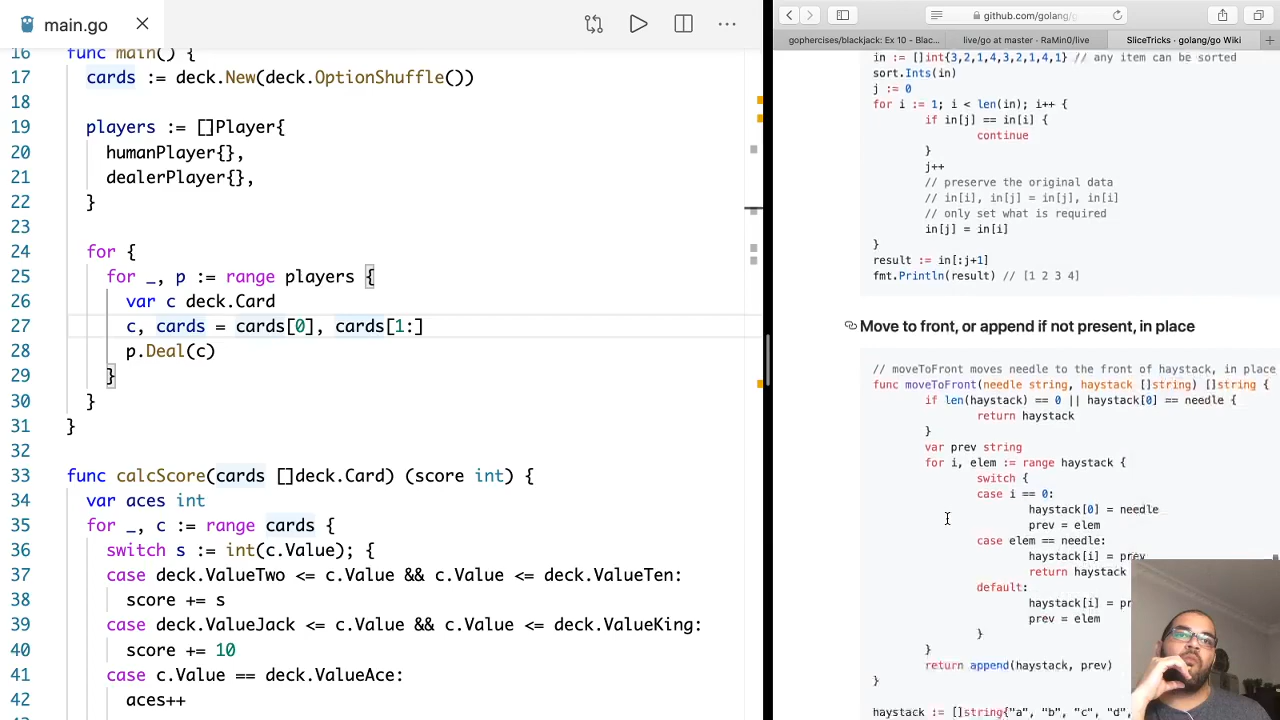 main.go
16 func main() {
17 cards := deck.New(deck.OptionShuffle())
18
19 players := []Player{
20 humanPlayer{},
21 dealerPlayer{},
22 }
23
24 for {
25 for _, p := range players {
26 var c deck.Card
27 c, cards = cards[0], cards[1:]
28 p.Deal(c)
29 }
30 }
31 }
32
33 func calcScore(cards []deck.Card) (score int) {
34 var aces int
35 for _, c := range cards {
36 switch s := int(c.Value); {
37 case deck.ValueTwo <= c.Value && c.Value <= deck.ValueTen:
38 score += s
39 case deck.ValueJack <= c.Value && c.Value <= deck.ValueKing:
40 score += 10
41 case c.Value == deck.ValueAce:
42 aces++
github.com/golang/g
gophercises/blackjack: Ex 10 - Blac...
live/go at master · RaMin0/live
SliceTricks · golang/go Wiki
in := []int{3,2,1,4,3,2,1,4,1} // any item can be sorted
sort.Ints(in)
j := 0
for i := 1; i < len(in); i++ {
if in[j] == in[i] {
continue
}
j++
// preserve the original data
// in[i], in[j] = in[j], in[i]
// only set what is required
in[j] = in[i]
}
result := in[:j+1]
fmt.Println(result) // [1 2 3 4]
Move to front, or append if not present, in place
// moveToFront moves needle to the front of haystack, in place
func moveToFront(needle string, haystack []string) []string {
if len(haystack) == 0 || haystack[0] == needle {
return haystack
}
var prev string
for i, elem := range haystack {
switch {
case i == 0:
haystack[0] = needle
prev = elem
case elem == needle:
haystack[i] = prev
return haystack
default:
haystack[i] = pr
prev = elem
}
}
return append(haystack, prev)
}
haystack := []string{"a", "b", "c", "d",